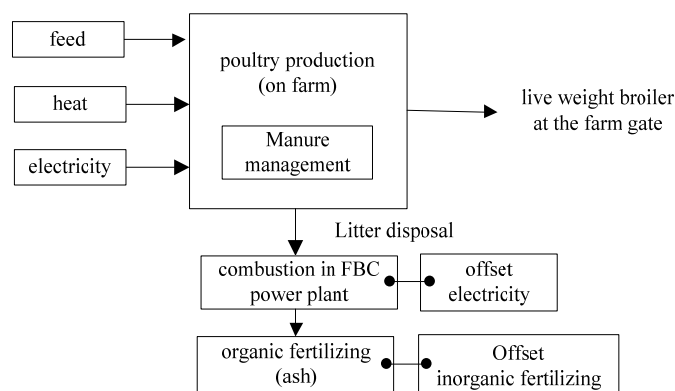 feed
heat
electricity
poultry production
(on farm)
Manure
management
live weight broiler
at the farm gate
Litter disposal
combustion in FBC
power plant
offset
electricity
organic fertilizing
(ash)
Offset
inorganic fertilizing